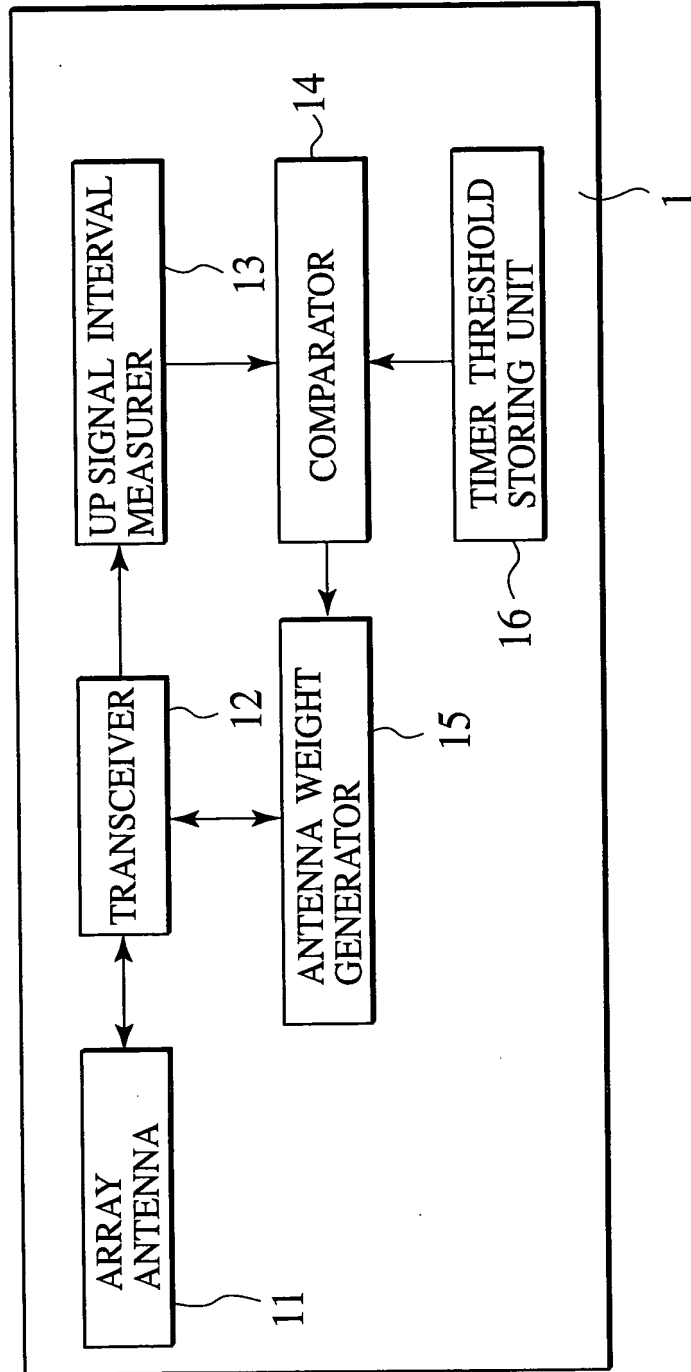 ARRAY
ANTENNA
11
TRANSCEIVER
12
UP SIGNAL INTERVAL
MEASURER
13
ANTENNA WEIGHT
GENERATOR
15
COMPARATOR
14
TIMER THRESHOLD
STORING UNIT
16
1